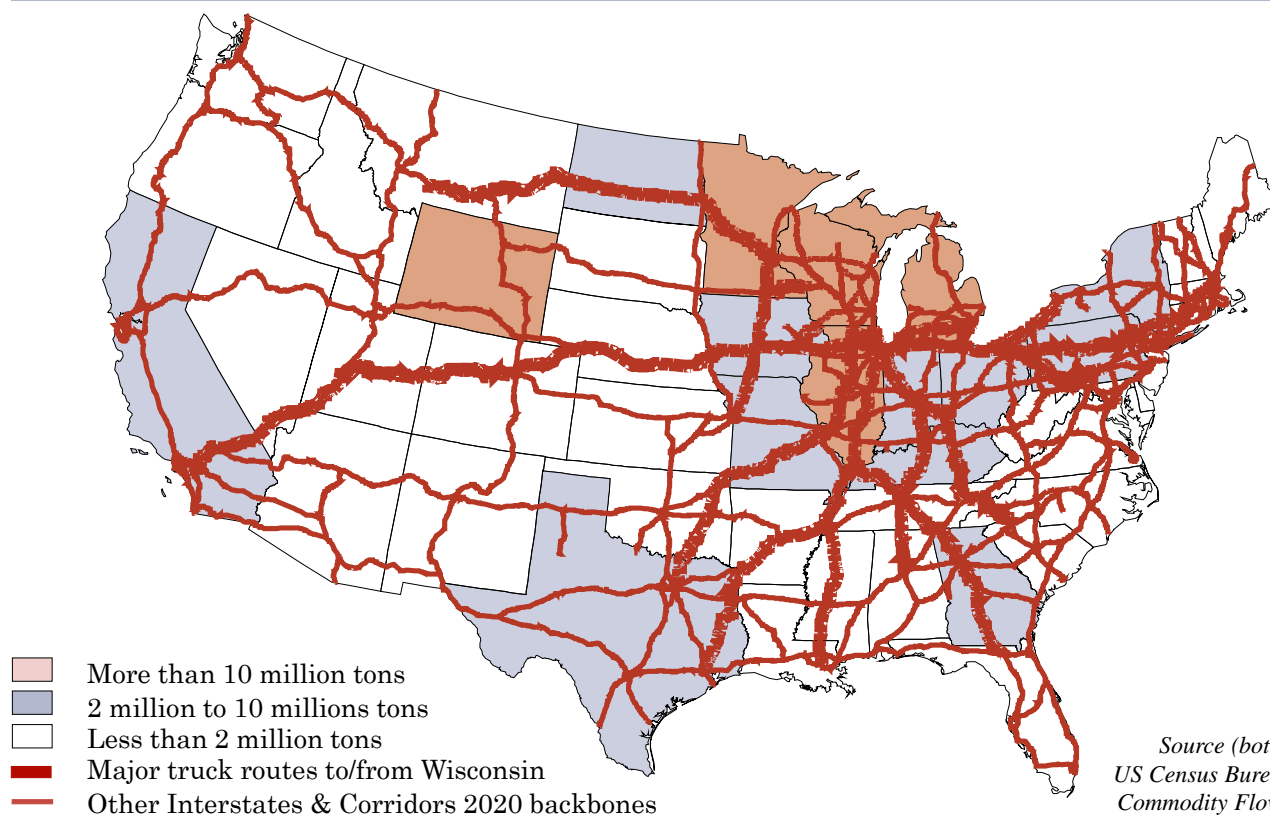 More than 10 million tons
2 million to 10 millions tons
Less than 2 million tons
Major truck routes to/from Wisconsin
Other Interstates & Corridors 2020 backbones
Source (bot
US Census Bure
Commodity Flo